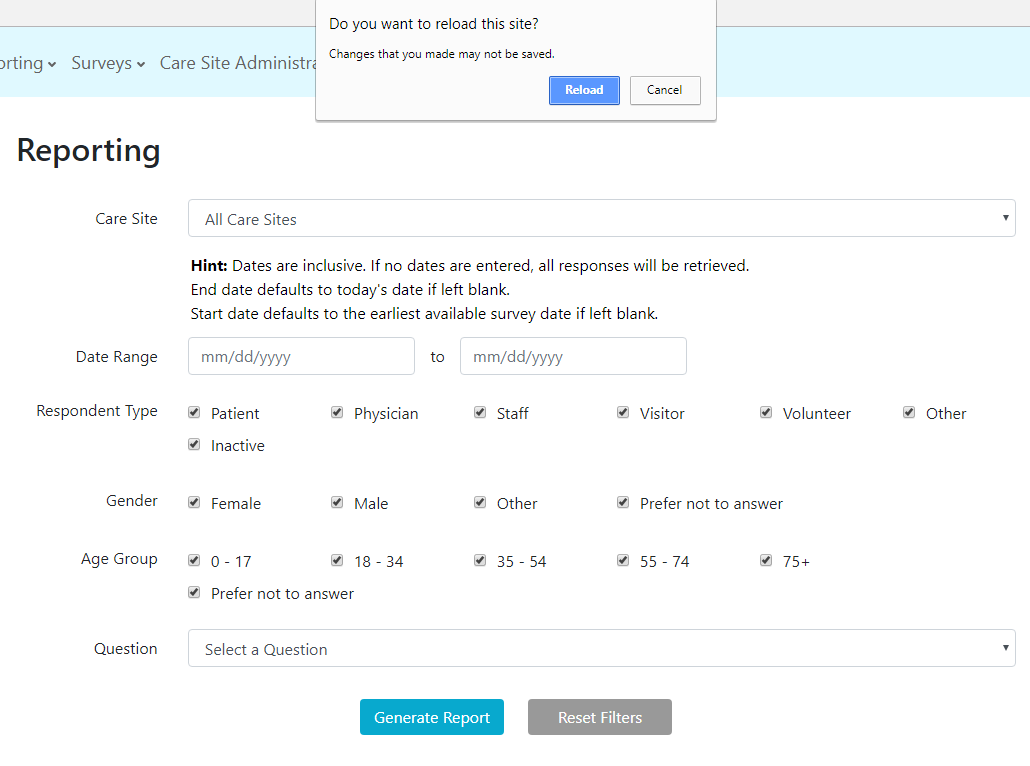 Do you want to reload this site?
Changes that you made may not be saved.
Reload Cancel
Surveys Care Site
Reporting
Care Site All Care Sites
Hint: Dates are inclusive. If no dates are entered, all responses will be retrieved.
End date defaults to today's date if left blank.
Start date defaults to the earliest available survey date if left blank.
Date Range mm/dd/yyyy to mm/dd/yyyy
Respondent Type Patient Physician Staff Visitor Volunteer Other
Inactive
Gender Female Male Other Prefer not to answer
Age Group 0 - 17 18 - 34 35 - 54 55 - 74 75+
Prefer not to answer
Question Select a Question
Generate Report Reset Filters